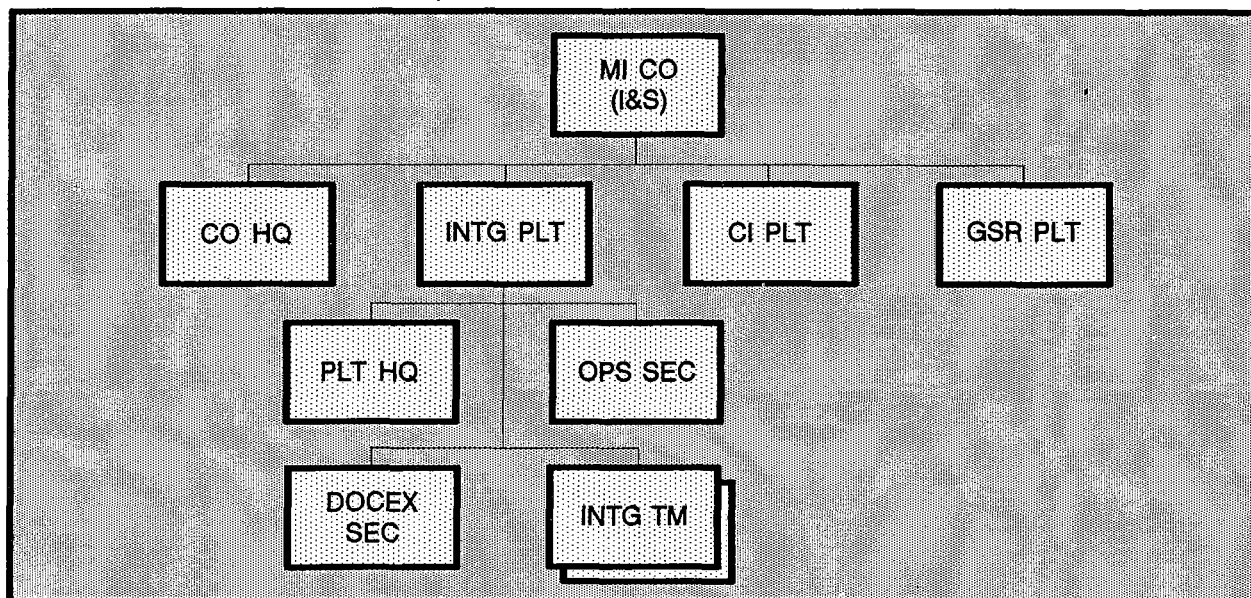 MI CO
(I&S)
CO HQ
INTG PLT
CI PLT
GSR PLT
PLT HQ
OPS SEC
DOCEX
SEC
INTG TM